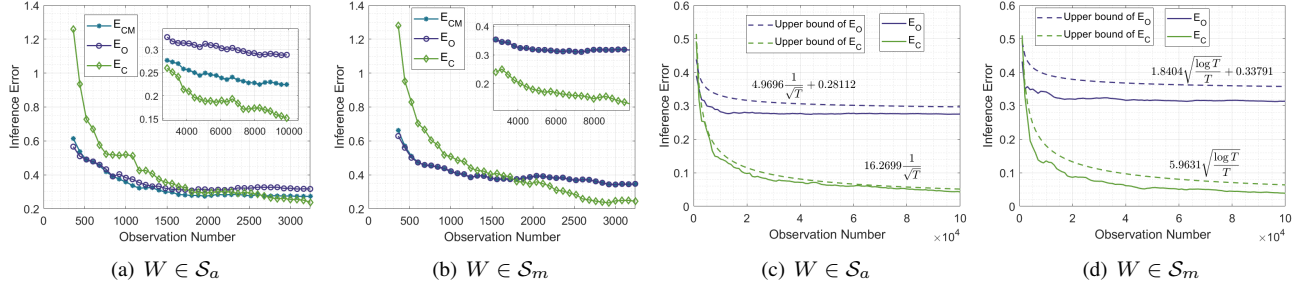 1.4
1.2
1
0.8
0.6
0.4
0.2
500 1000 1500 2000 2500 3000
Observation Number
Inference Error
E_CM
E_O
E_C
0.3
0.25
0.2
0.15
4000 6000 8000 10000
(a) W ∈ S_a
1.4
1.2
1
0.8
0.6
0.4
0.2
500 1000 1500 2000 2500 3000
Observation Number
Inference Error
E_CM
E_O
E_C
0.4
0.3
0.2
4000 6000 8000
(b) W ∈ S_m
0.6
0.5
0.4
0.3
0.2
0.1
0
0 2 4 6 8 10
×10^4
Observation Number
Inference Error
Upper bound of E_O
Upper bound of E_C
E_O
E_C
4.9696 1/√T + 0.28112
16.2699 1/√T
(c) W ∈ S_a
0.6
0.5
0.4
0.3
0.2
0.1
0
0 2 4 6 8 10
×10^4
Observation Number
Inference Error
Upper bound of E_O
Upper bound of E_C
E_O
E_C
1.8404 √(log T/T) + 0.33791
5.9631 √(log T/T)
(d) W ∈ S_m